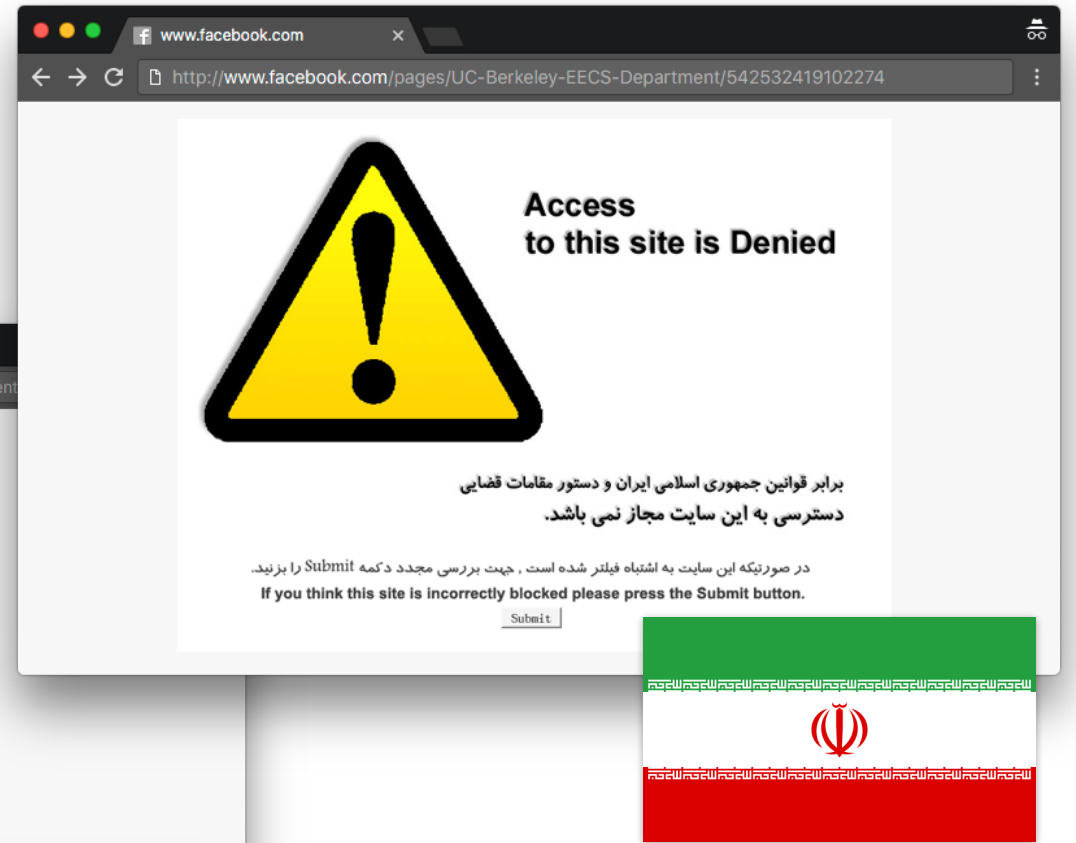 www.facebook.com
http://www.facebook.com/pages/UC-Berkeley-EECS-Department/542532419102274
ent
Access
to this site is Denied
برابر قوانین جمهوری اسلامی ایران و دستور مقامات قضایی
دسترسی به این سایت مجاز نمی باشد.
در صورتیکه این سایت به اشتباه فیلتر شده است , جهت بررسی مجدد دکمه Submit را بزنید.
If you think this site is incorrectly blocked please press the Submit button.
Submit